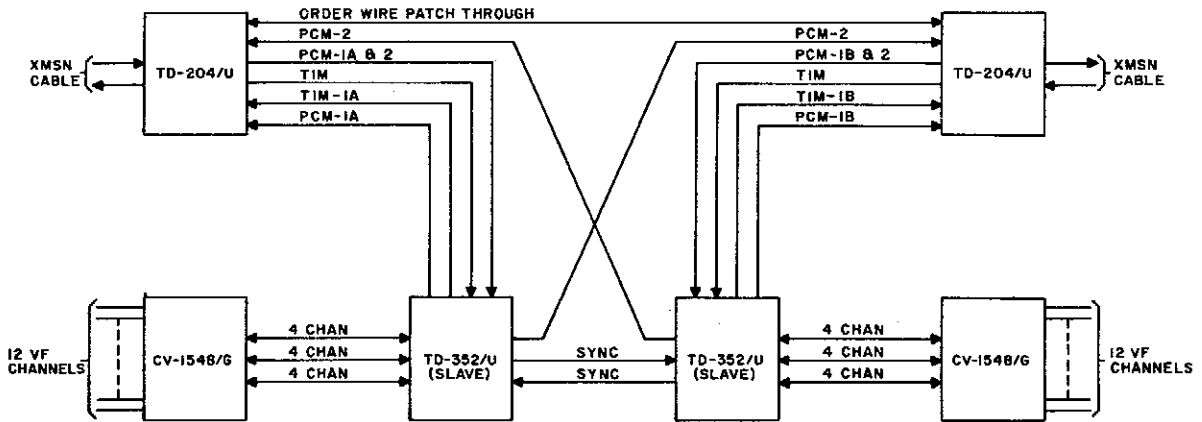 ORDER WIRE PATCH THROUGH
PCM-2
PCM-2
XMSN
CABLE
TD-204/U
PCM-1A & 2
PCM-1B & 2
TD-204/U
XMSN
CABLE
TIM
TIM
TIM-1A
TIM-1B
PCM-1A
PCM-1B
12 VF
CHANNELS
CV-1548/G
4 CHAN
4 CHAN
4 CHAN
TD-352/U
(SLAVE)
SYNC
SYNC
TD-352/U
(SLAVE)
4 CHAN
4 CHAN
4 CHAN
CV-1548/G
12 VF
CHANNELS